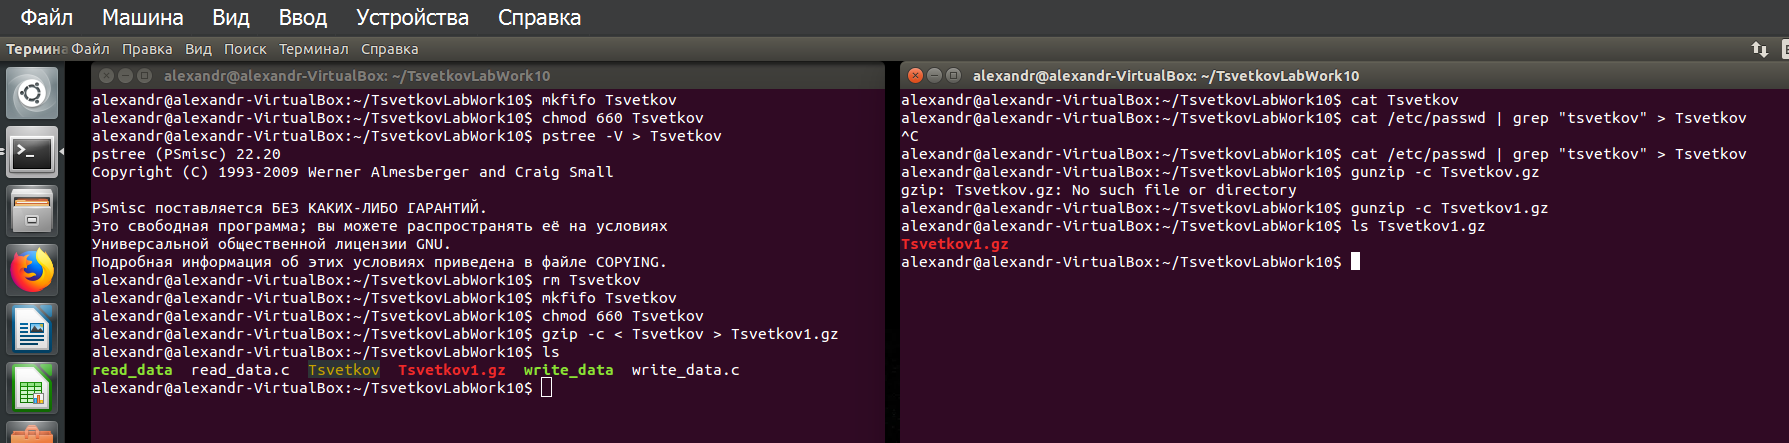 Файл Машина Вид Ввод Устройства Справка
Термина Файл Правка Вид Поиск Терминал Справка
alexandr@alexandr-VirtualBox: ~/TsvetkovLabWork10
alexandr@alexandr-VirtualBox:~/TsvetkovLabWork10$ mkfifo Tsvetkov
alexandr@alexandr-VirtualBox:~/TsvetkovLabWork10$ chmod 660 Tsvetkov
alexandr@alexandr-VirtualBox:~/TsvetkovLabWork10$ pstree -V > Tsvetkov
pstree (PSmisc) 22.20
Copyright (C) 1993-2009 Werner Almesberger and Craig Small
PSmisc поставляется БЕЗ КАКИХ-ЛИБО ГАРАНТИЙ.
Это свободная программа; вы можете распространять её на условиях
Универсальной общественной лицензии GNU.
Подробная информация об этих условиях приведена в файле COPYING.
alexandr@alexandr-VirtualBox:~/TsvetkovLabWork10$ rm Tsvetkov
alexandr@alexandr-VirtualBox:~/TsvetkovLabWork10$ mkfifo Tsvetkov
alexandr@alexandr-VirtualBox:~/TsvetkovLabWork10$ chmod 660 Tsvetkov
alexandr@alexandr-VirtualBox:~/TsvetkovLabWork10$ gzip -c < Tsvetkov > Tsvetkov1.gz
alexandr@alexandr-VirtualBox:~/TsvetkovLabWork10$ ls
read_data read_data.c Tsvetkov Tsvetkov1.gz write_data write_data.c
alexandr@alexandr-VirtualBox:~/TsvetkovLabWork10$
alexandr@alexandr-VirtualBox: ~/TsvetkovLabWork10
alexandr@alexandr-VirtualBox:~/TsvetkovLabWork10$ cat Tsvetkov
alexandr@alexandr-VirtualBox:~/TsvetkovLabWork10$ cat /etc/passwd | grep "tsvetkov" > Tsvetkov
^C
alexandr@alexandr-VirtualBox:~/TsvetkovLabWork10$ cat /etc/passwd | grep "tsvetkov" > Tsvetkov
alexandr@alexandr-VirtualBox:~/TsvetkovLabWork10$ gunzip -c Tsvetkov.gz
gzip: Tsvetkov.gz: No such file or directory
alexandr@alexandr-VirtualBox:~/TsvetkovLabWork10$ gunzip -c Tsvetkov1.gz
alexandr@alexandr-VirtualBox:~/TsvetkovLabWork10$ ls Tsvetkov1.gz
Tsvetkov1.gz
alexandr@alexandr-VirtualBox:~/TsvetkovLabWork10$